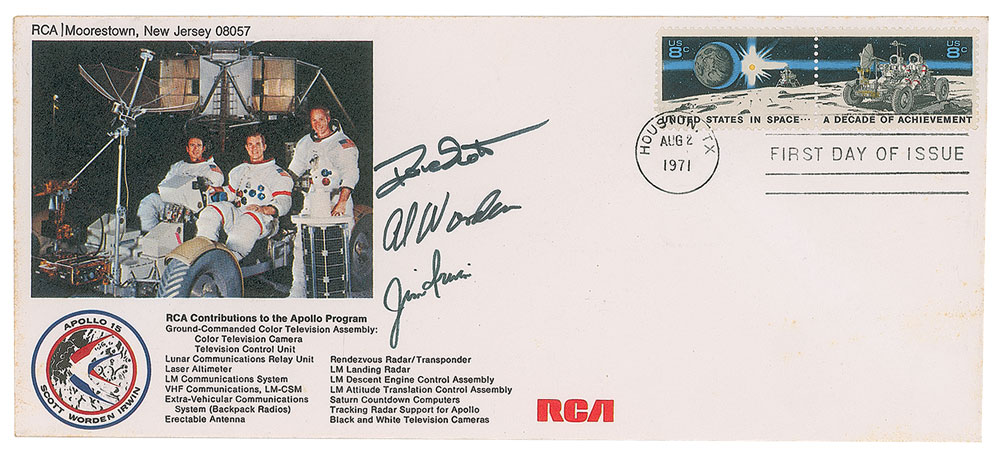 RCA | Moorestown, New Jersey 08057
US 8c
US 8c
UNITED STATES IN SPACE... A DECADE OF ACHIEVEMENT
HOUSTON, TX
AUG 2
1971
FIRST DAY OF ISSUE
Dave Scott
Al Worden
Jim Irwin
APOLLO 15
SCOTT WORDEN IRWIN
RCA Contributions to the Apollo Program
Ground-Commanded Color Television Assembly:
Color Television Camera
Television Control Unit
Lunar Communications Relay Unit
Laser Altimeter
LM Communications System
VHF Communications, LM-CSM
Extra-Vehicular Communications
System (Backpack Radios)
Erectable Antenna
Rendezvous Radar/Transponder
LM Landing Radar
LM Descent Engine Control Assembly
LM Attitude Translation Control Assembly
Saturn Countdown Computers
Tracking Radar Support for Apollo
Black and White Television Cameras
RCA